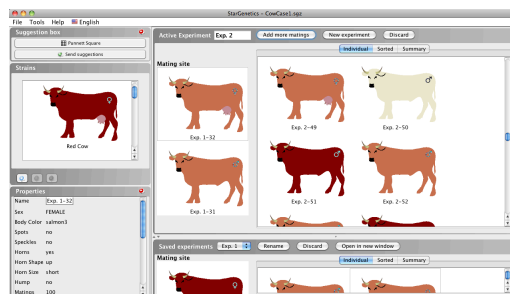 StarGenetics - CowCase1.sgz
File Tools Help English
Suggestion box
Punnett Square
Send suggestions
Strains
Red Cow
Properties
Name Exp. 1-32
Sex FEMALE
Body Color salmon3
Spots no
Speckles no
Horns yes
Horn Shape up
Horn Size short
Hump no
Matings 100
Active Experiment Exp. 2 Add more matings New experiment Discard
Individual Sorted Summary
Mating site
Exp. 1-32
Exp. 1-31
Exp. 2-49 Exp. 2-50
Exp. 2-51 Exp. 2-52
Saved experiments Exp. 1 Rename Discard Open in new window
Individual Sorted Summary
Mating site